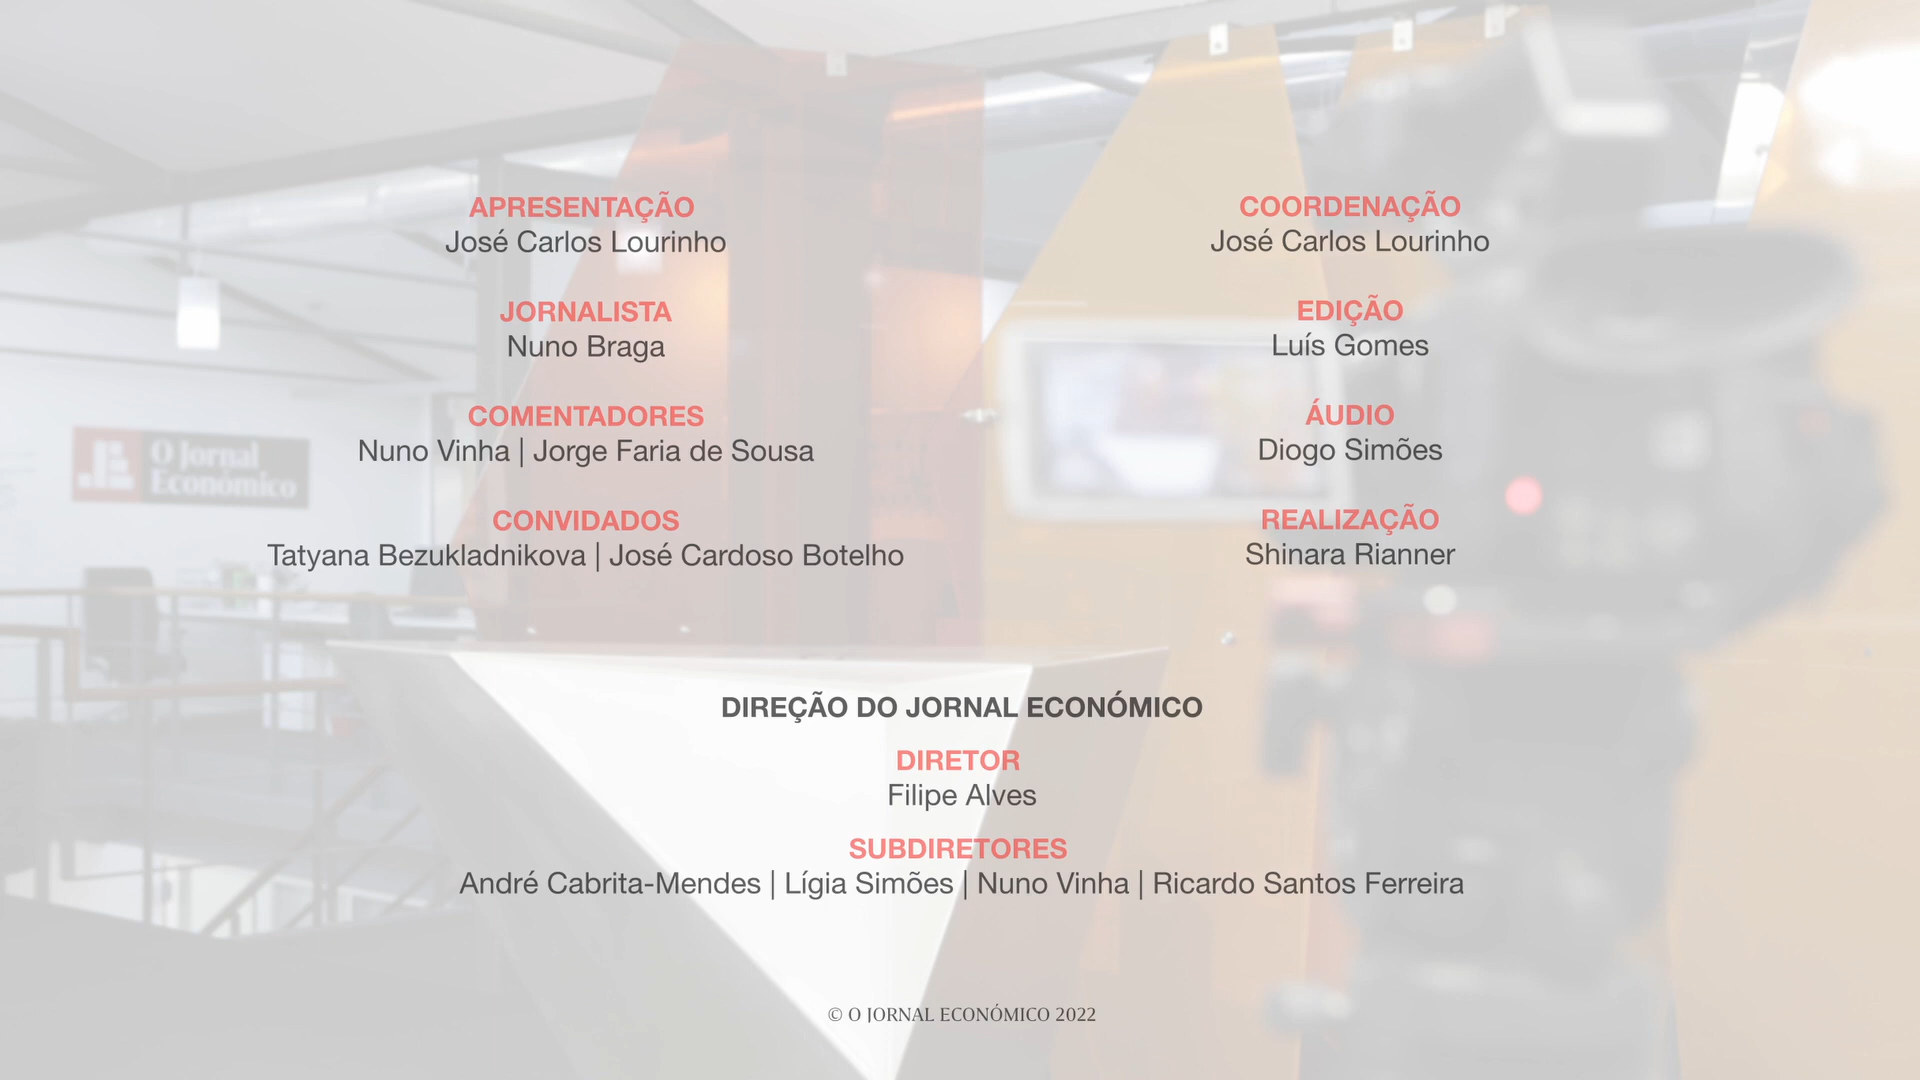 APRESENTAÇÃO
José Carlos Lourinho
JORNALISTA
Nuno Braga
COMENTADORES
Nuno Vinha | Jorge Faria de Sousa
CONVIDADOS
Tatyana Bezukladnikova | José Cardoso Botelho
COORDENAÇÃO
José Carlos Lourinho
EDIÇÃO
Luís Gomes
ÁUDIO
Diogo Simões
REALIZAÇÃO
Shinara Rianner
O Jornal
Económico
DIREÇÃO DO JORNAL ECONÓMICO
DIRETOR
Filipe Alves
SUBDIRETORES
André Cabrita-Mendes | Lígia Simões | Nuno Vinha | Ricardo Santos Ferreira
© O JORNAL ECONÓMICO 2022